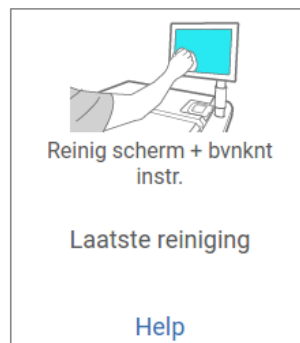 Reinig scherm + bvnknt
instr.
Laatste reiniging
Help